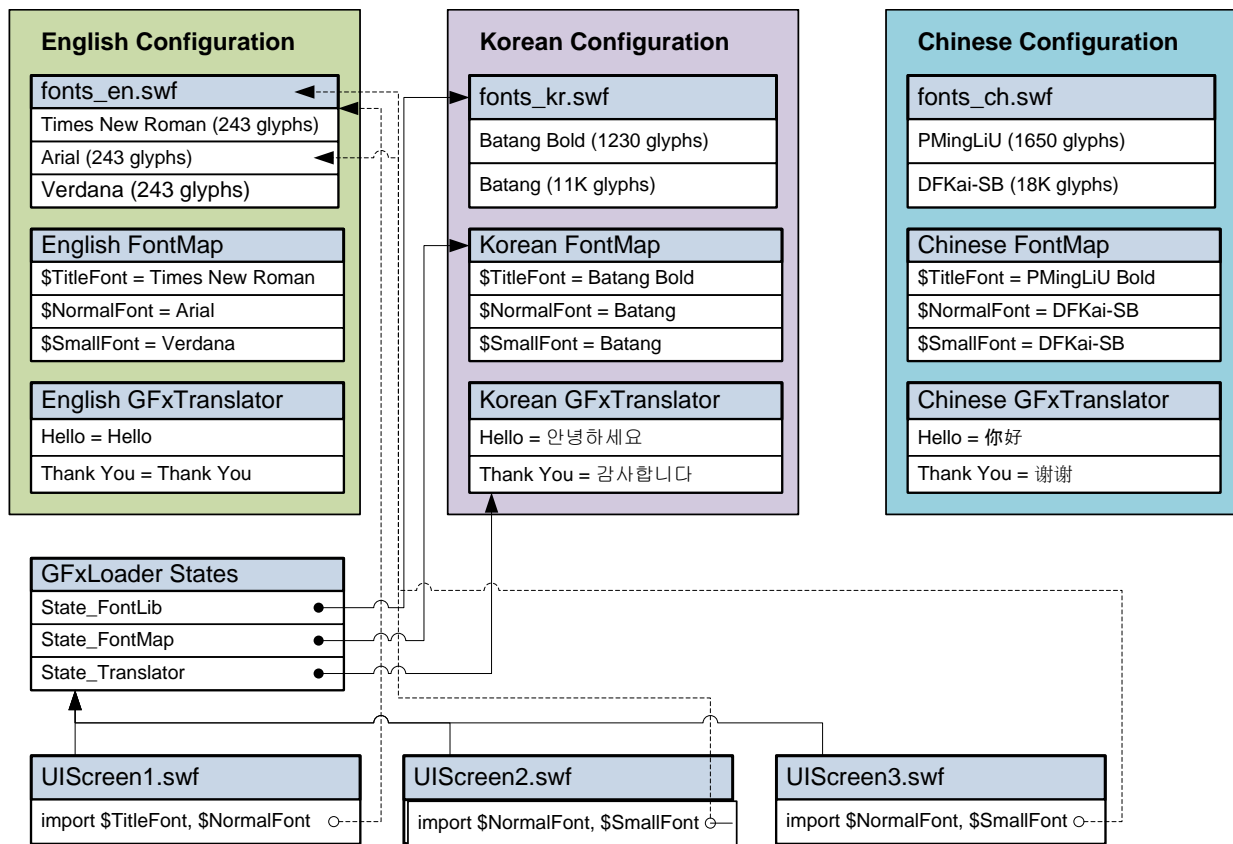 English Configuration
fonts_en.swf
Times New Roman (243 glyphs)
Arial (243 glyphs)
Verdana (243 glyphs)
English FontMap
$TitleFont = Times New Roman
$NormalFont = Arial
$SmallFont = Verdana
English GFxTranslator
Hello = Hello
Thank You = Thank You
Korean Configuration
fonts_kr.swf
Batang Bold (1230 glyphs)
Batang (11K glyphs)
Korean FontMap
$TitleFont = Batang Bold
$NormalFont = Batang
$SmallFont = Batang
Korean GFxTranslator
Hello = 안녕하세요
Thank You = 감사합니다
Chinese Configuration
fonts_ch.swf
PMingLiU (1650 glyphs)
DFKai-SB (18K glyphs)
Chinese FontMap
$TitleFont = PMingLiU Bold
$NormalFont = DFKai-SB
$SmallFont = DFKai-SB
Chinese GFxTranslator
Hello = 你好
Thank You = 谢谢
GFxLoader States
State_FontLib
State_FontMap
State_Translator
UIScreen1.swf
import $TitleFont, $NormalFont
UIScreen2.swf
import $NormalFont, $SmallFont
UIScreen3.swf
import $NormalFont, $SmallFont